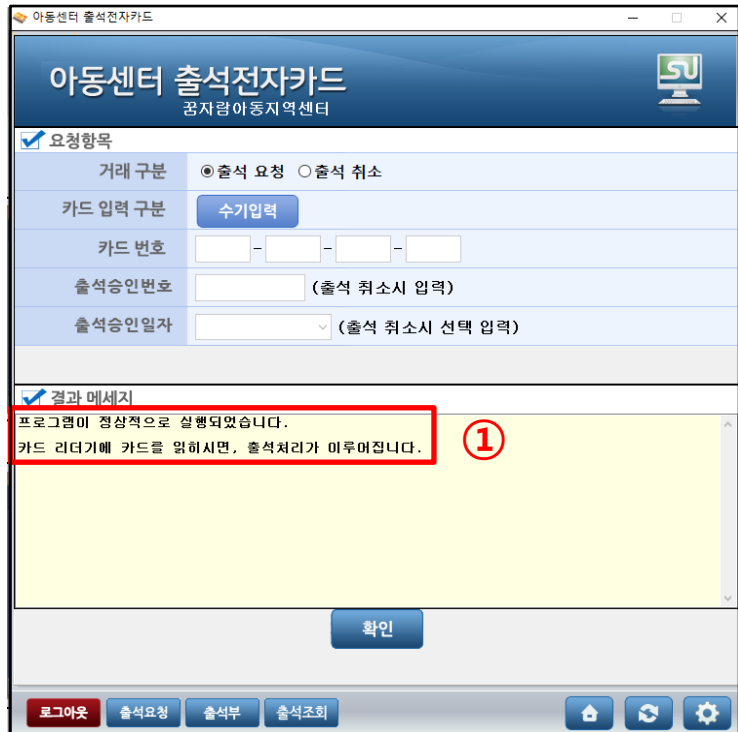 아동센터 출석전자카드
아동센터 출석전자카드
꿈자람아동지역센터
SU
요청항목
거래 구분 출석 요청 출석 취소
카드 입력 구분 수기입력
카드 번호 - - -
출석승인번호 (출석 취소시 입력)
출석승인일자 (출석 취소시 선택 입력)
결과 메세지
프로그램이 정상적으로 실행되었습니다.
카드 리더기에 카드를 읽히시면, 출석처리가 이루어집니다.
①
확인
로그아웃 출석요청 출석부 출석조회